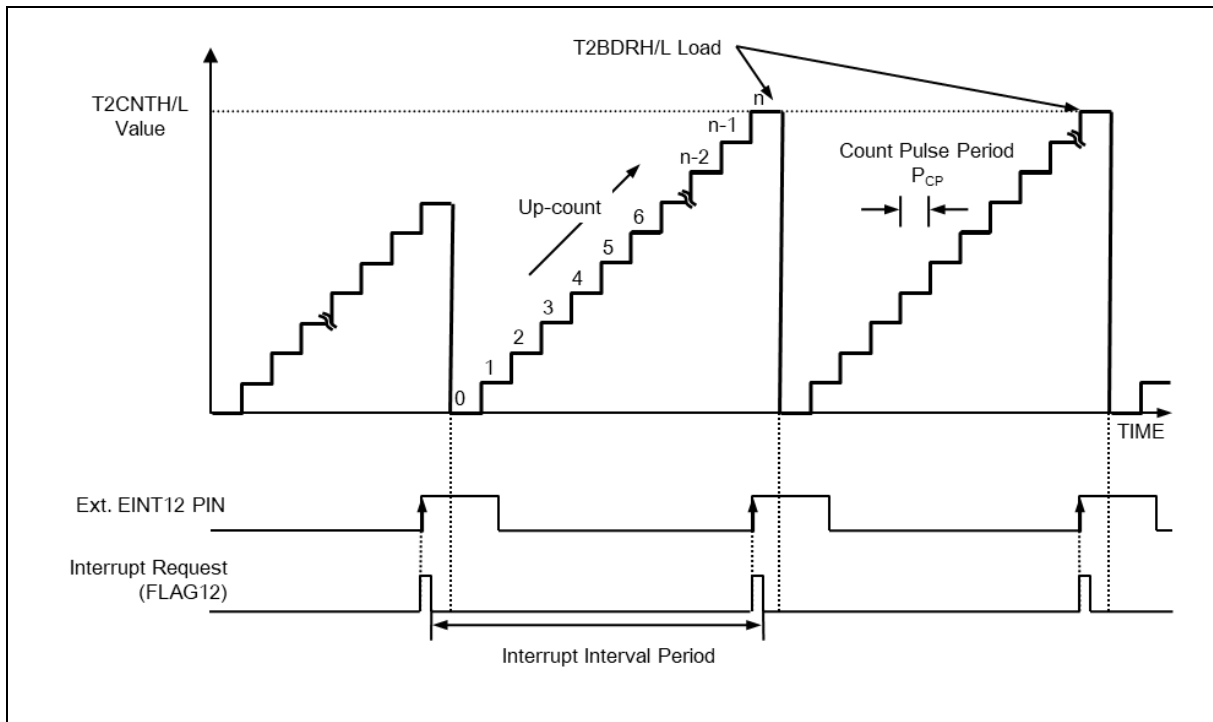 T2BDRH/L Load
T2CNTH/L
Value
n
n-1
n-2
Count Pulse Period
PCP
Up-count
6
5
4
3
2
1
0
TIME
Ext. EINT12 PIN
Interrupt Request
(FLAG12)
Interrupt Interval Period